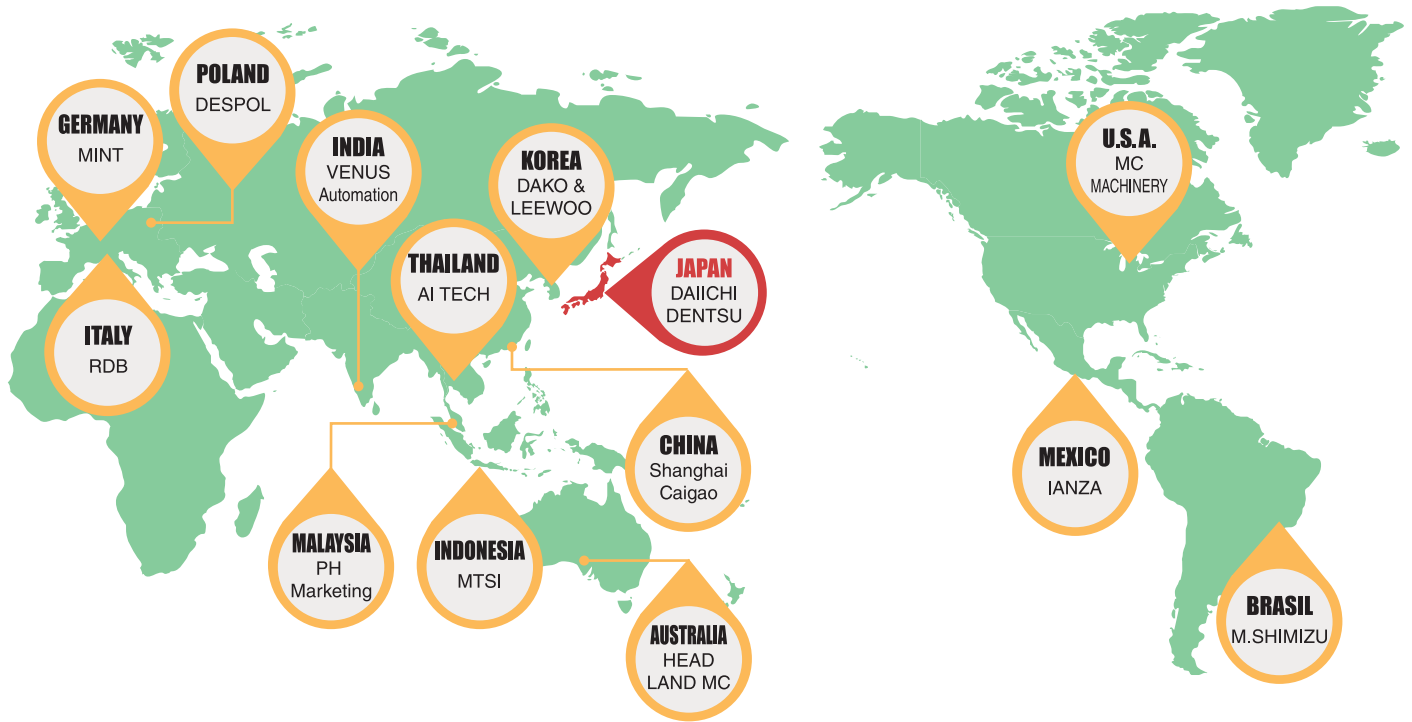 POLAND
DESPOL
GERMANY
MINT
INDIA
VENUS
Automation
KOREA
DAKO &
LEEWOO
U.S.A.
MC
MACHINERY
THAILAND
AI TECH
JAPAN
DAIICHI
DENTSU
ITALY
RDB
CHINA
Shanghai
Caigao
MEXICO
IANZA
MALAYSIA
PH
Marketing
INDONESIA
MTSI
AUSTRALIA
HEAD
LAND MC
BRASIL
M.SHIMIZU